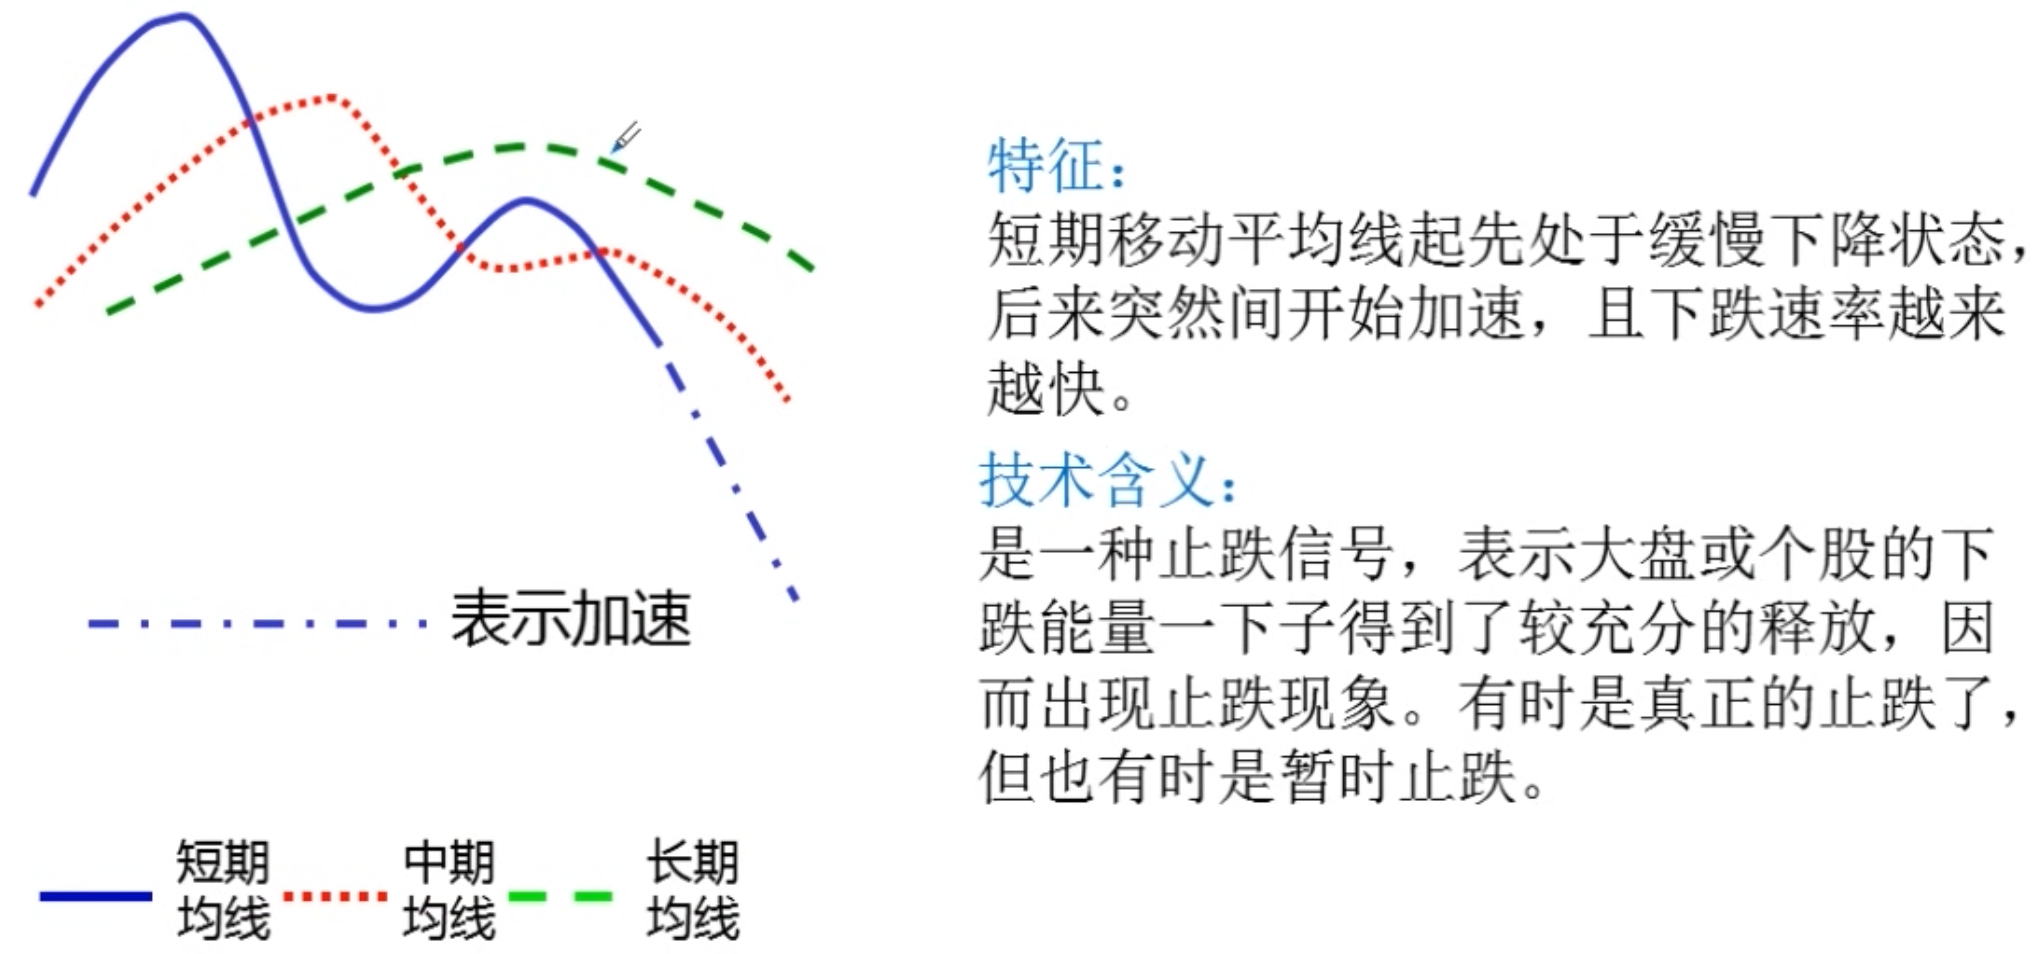 特征：
短期移动平均线起先处于缓慢下降状态，
后来突然间开始加速，且下跌速率越来
越快。
技术含义：
是一种止跌信号，表示大盘或个股的下
跌能量一下子得到了较充分的释放，因
而出现止跌现象。有时是真正的止跌了，
但也有时是暂时止跌。
表示加速
短期
均线
中期
均线
长期
均线